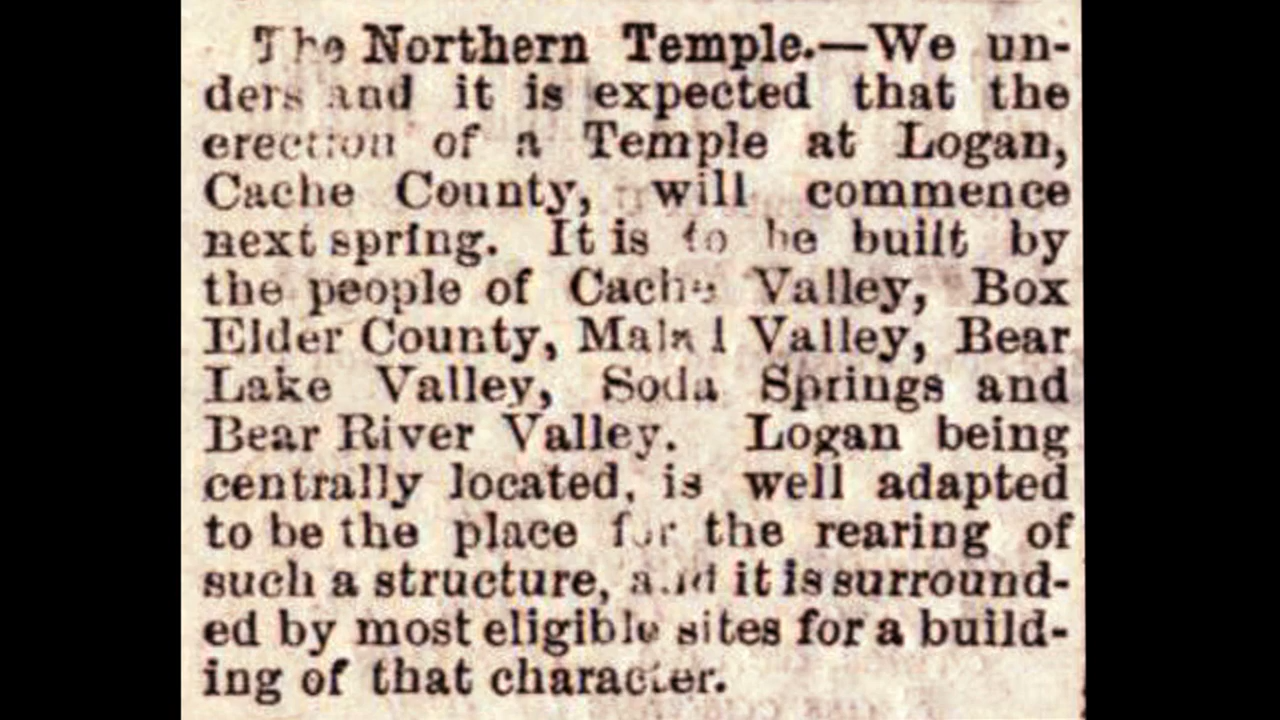 The Northern Temple.—We un-
derstand it is expected that the
erection of a Temple at Logan,
Cache County, will commence
next spring. It is to be built by
the people of Cache Valley, Box
Elder County, Malad Valley, Bear
Lake Valley, Soda Springs and
Bear River Valley. Logan being
centrally located, is well adapted
to be the place for the rearing of
such a structure, and it is surround-
ed by most eligible sites for a build-
ing of that character.